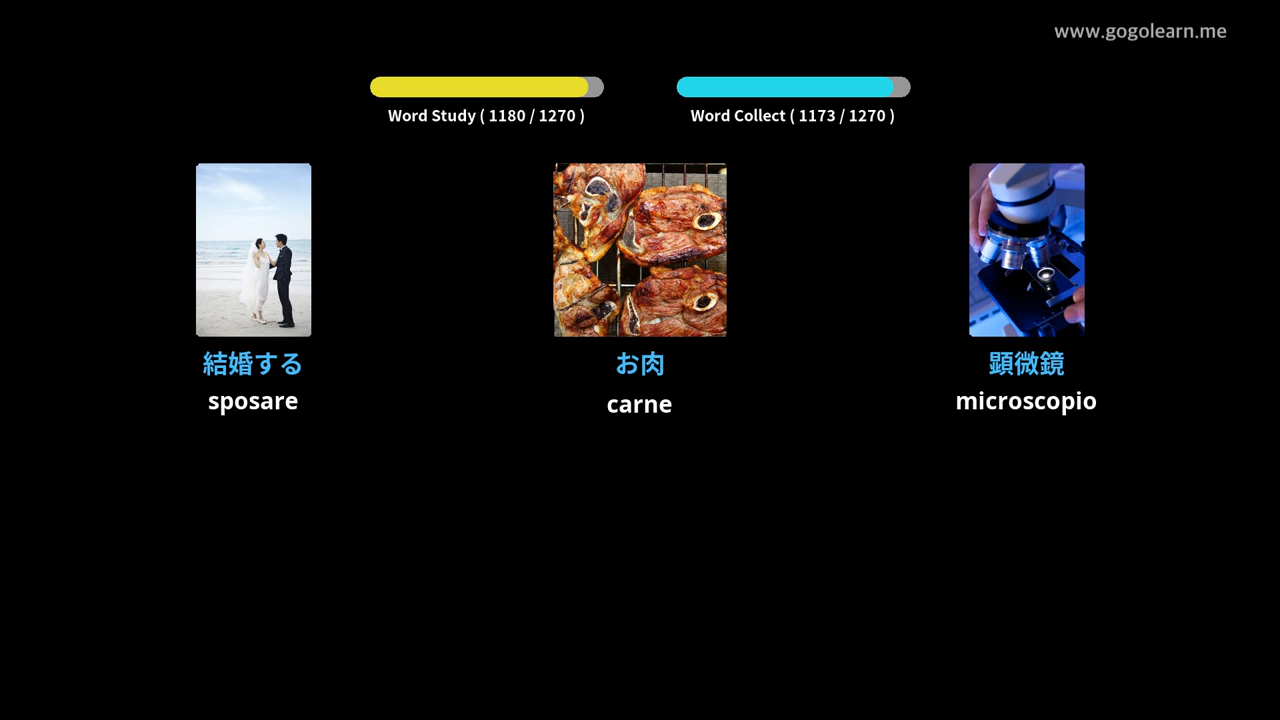 www.gogolearn.me
Word Study ( 1180 / 1270 )
Word Collect ( 1173 / 1270 )
結婚する
sposare
お肉
carne
顕微鏡
microscopio